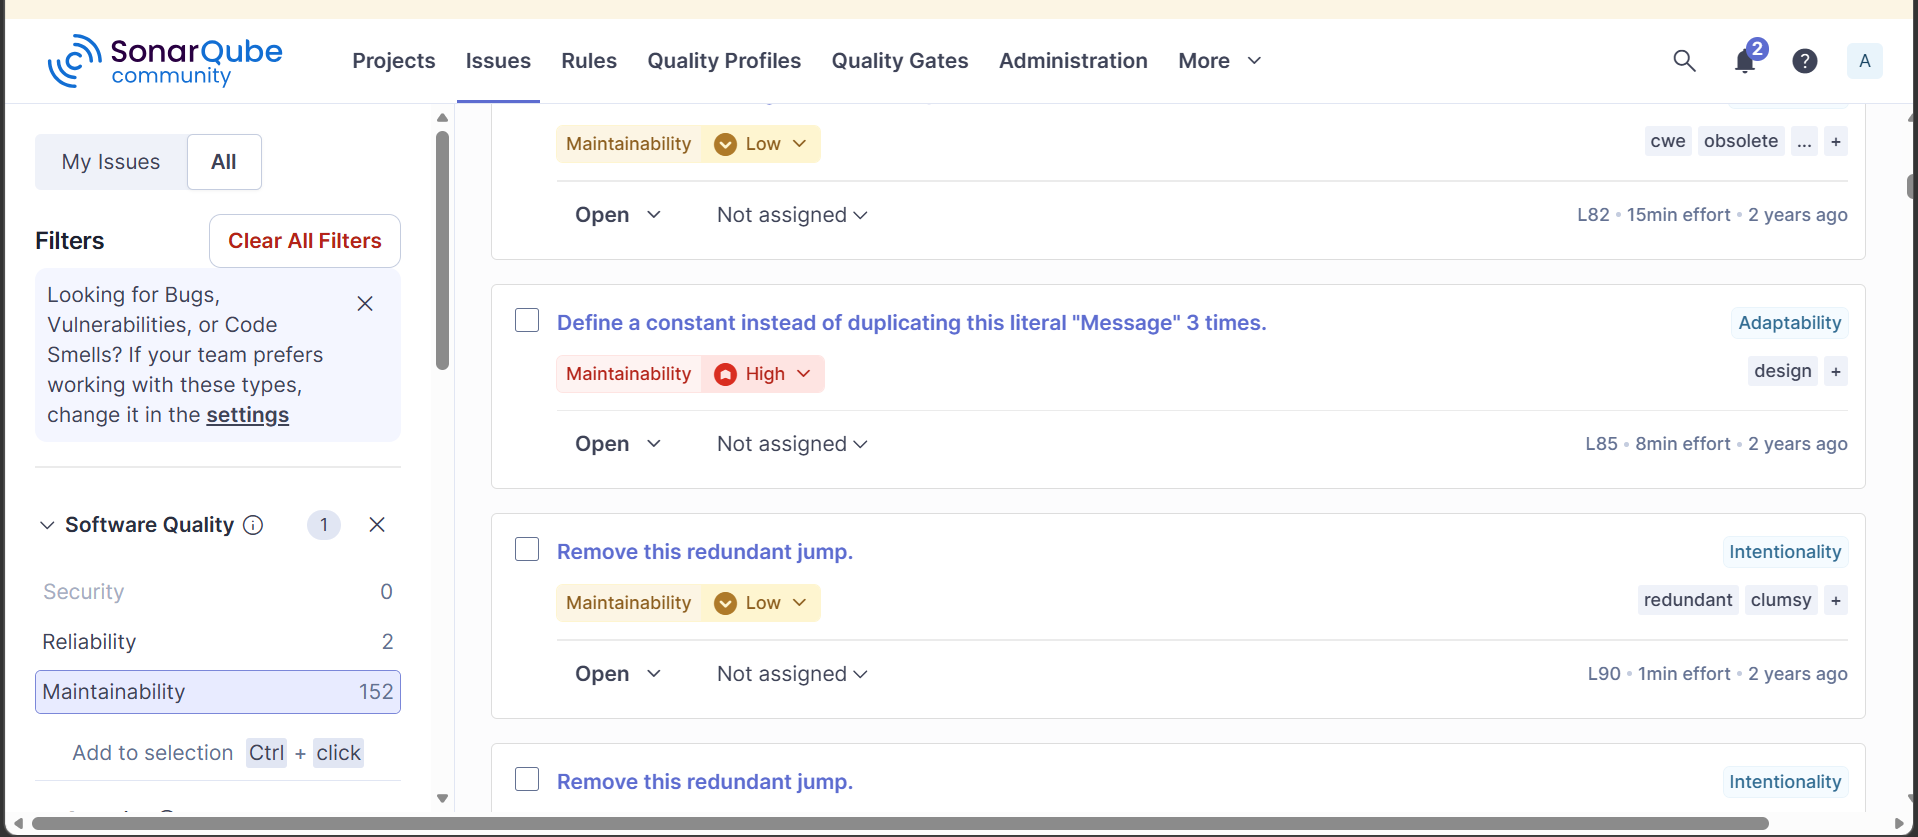 SonarQube
community
Projects
Issues
Rules
Quality Profiles
Quality Gates
Administration
More
2
?
A
My Issues
All
Filters
Clear All Filters
Looking for Bugs,
Vulnerabilities, or Code
Smells? If your team prefers
working with these types,
change it in the settings
Software Quality
1
Security 0
Reliability 2
Maintainability 152
Add to selection Ctrl + click
Maintainability Low
cwe obsolete ... +
Open Not assigned
L82 • 15min effort • 2 years ago
Define a constant instead of duplicating this literal "Message" 3 times.
Adaptability
Maintainability High
design +
Open Not assigned
L85 • 8min effort • 2 years ago
Remove this redundant jump.
Intentionality
Maintainability Low
redundant clumsy +
Open Not assigned
L90 • 1min effort • 2 years ago
Remove this redundant jump.
Intentionality